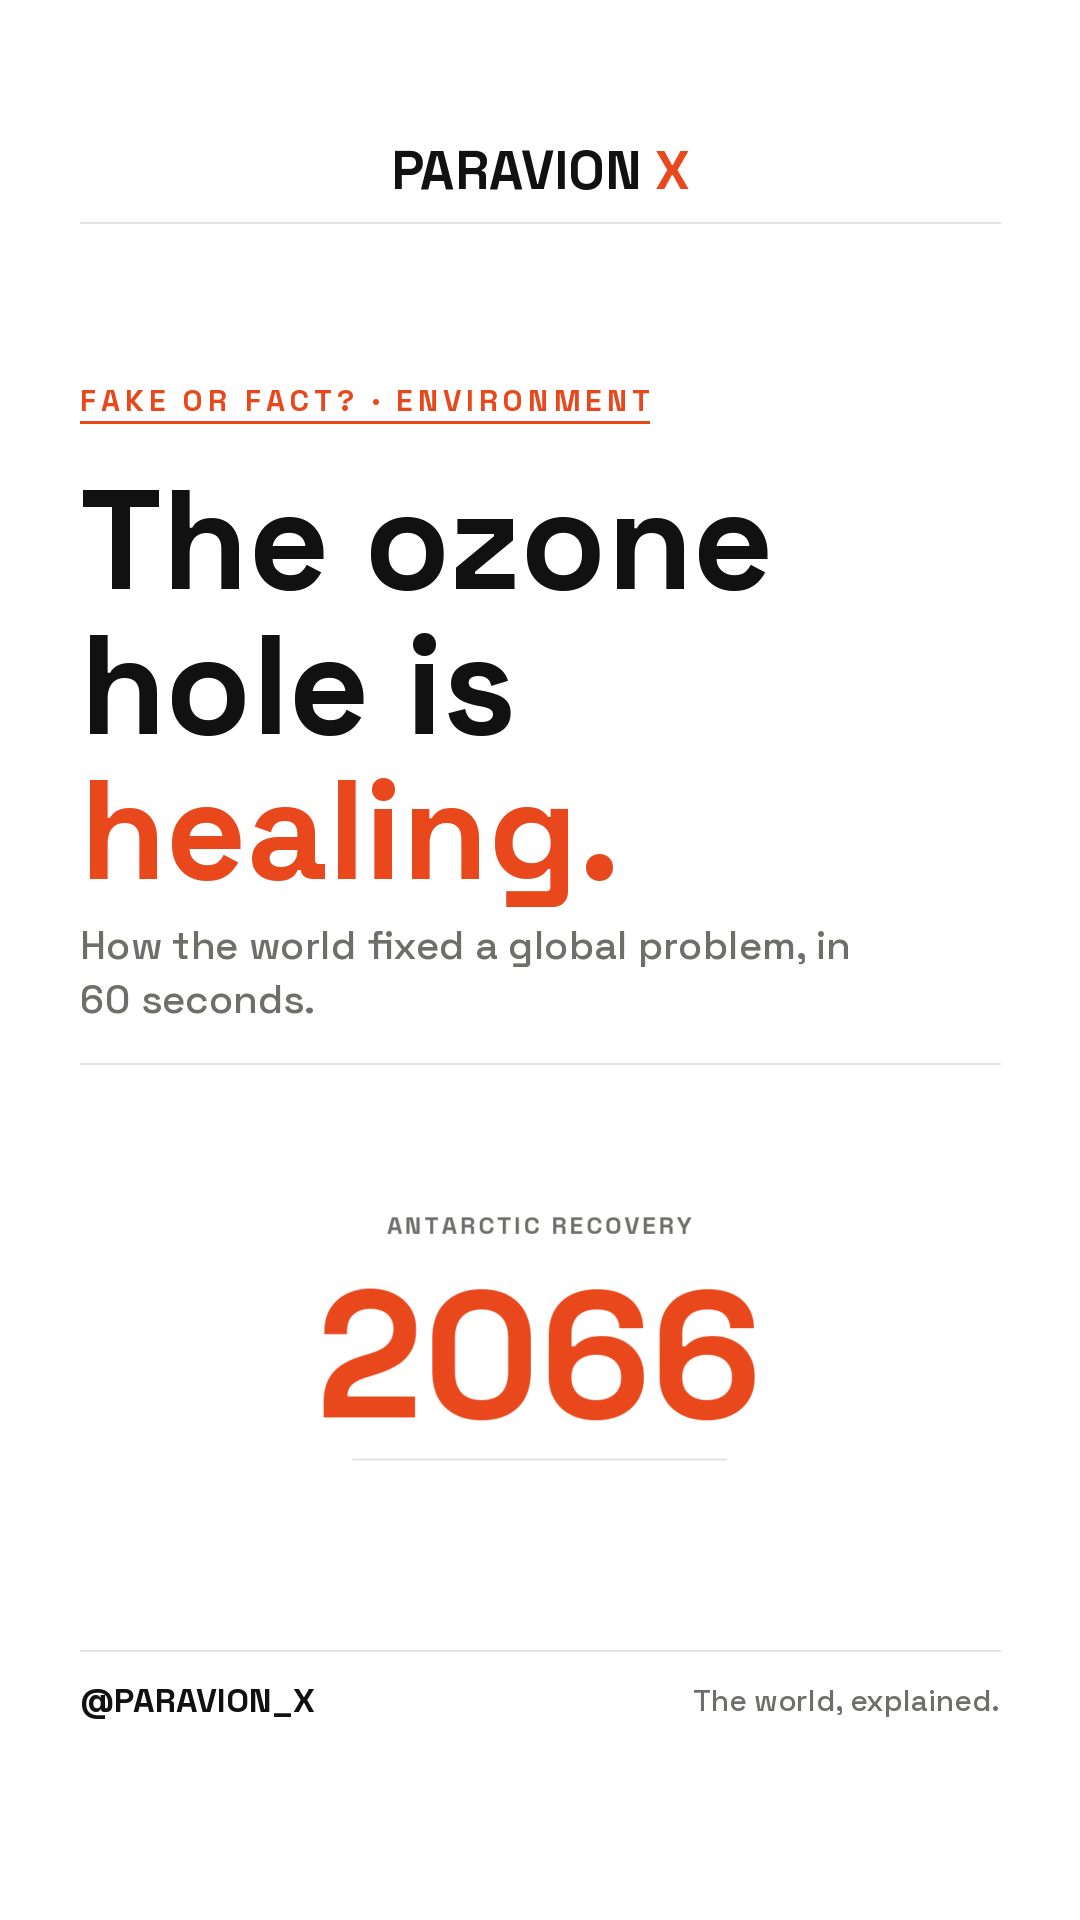 PARAVION X
FAKE OR FACT? · ENVIRONMENT
The ozone
hole is
healing.
How the world fixed a global problem, in
60 seconds.
ANTARCTIC RECOVERY
2066
@PARAVION_X
The world, explained.